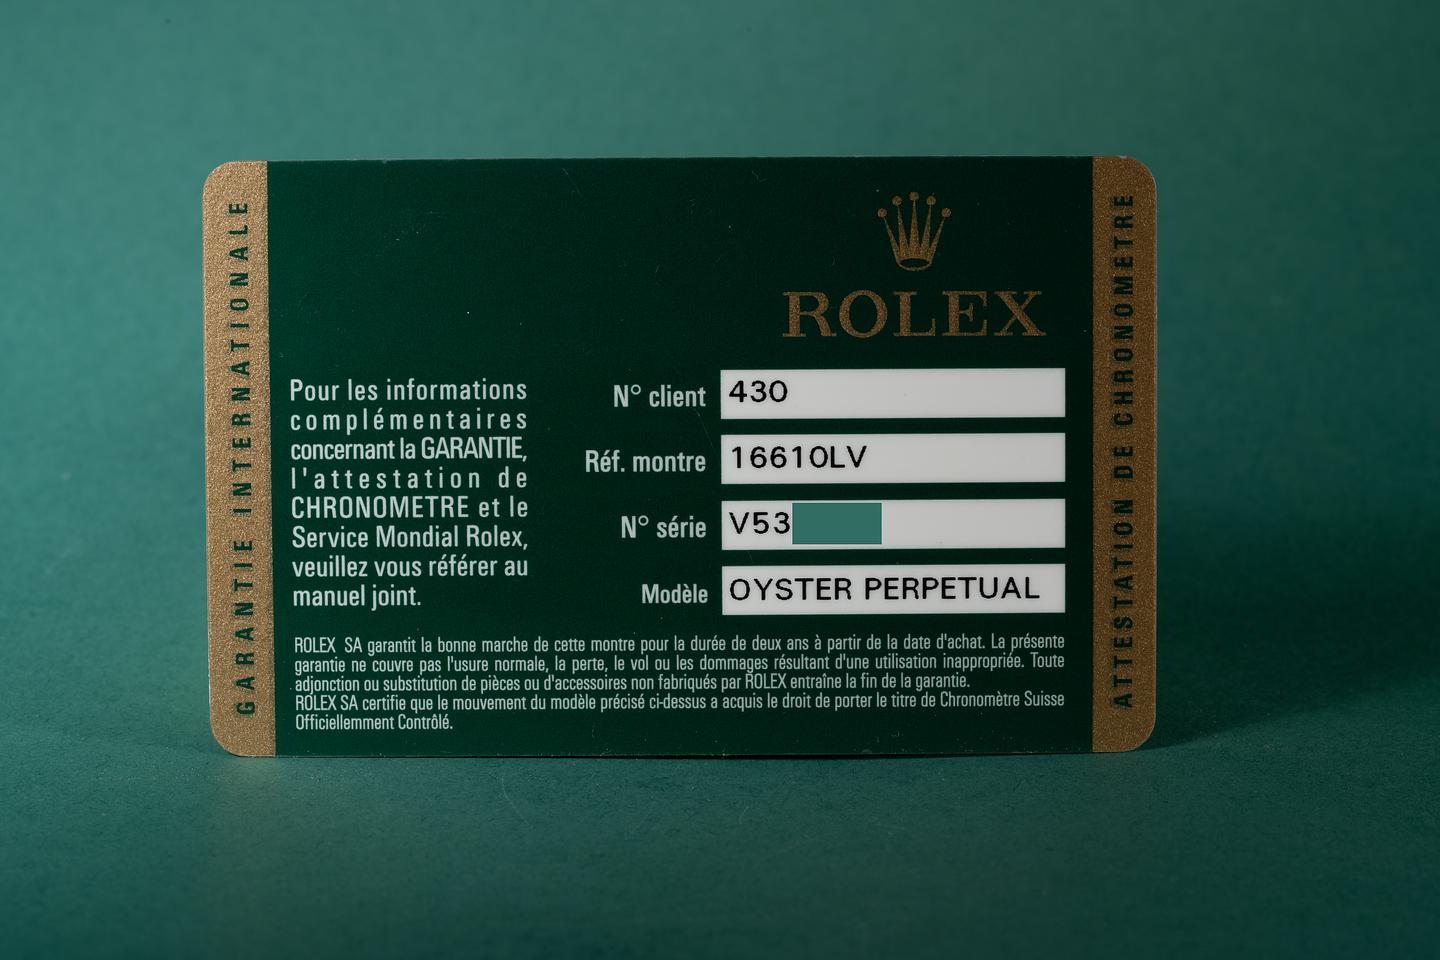 GARANTIE INTERNATIONALE
ROLEX
Pour les informations
complémentaires
concernant la GARANTIE,
l'attestation de
CHRONOMETRE et le
Service Mondial Rolex,
veuillez vous référer au
manuel joint.
N° client 430
Réf. montre 16610LV
N° série V53
Modèle OYSTER PERPETUAL
ROLEX SA garantit la bonne marche de cette montre pour la durée de deux ans à partir de la date d'achat. La présente
garantie ne couvre pas l'usure normale, la perte, le vol ou les dommages résultant d'une utilisation inappropriée. Toute
adjonction ou substitution de pièces ou d'accessoires non fabriqués par ROLEX entraîne la fin de la garantie.
ROLEX SA certifie que le mouvement du modèle précisé ci-dessus a acquis le droit de porter le titre de Chronomètre Suisse
Officiellemment Contrôlé.
ATTESTATION DE CHRONOMETRE